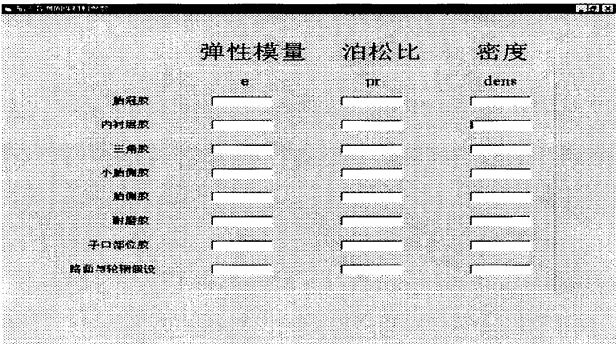 弹性模量 泊松比 密度
e pr dens
胎冠胶
内衬层胶
三角胶
小胎侧胶
胎侧胶
耐磨胶
子口部位胶
路面与轮辋假设